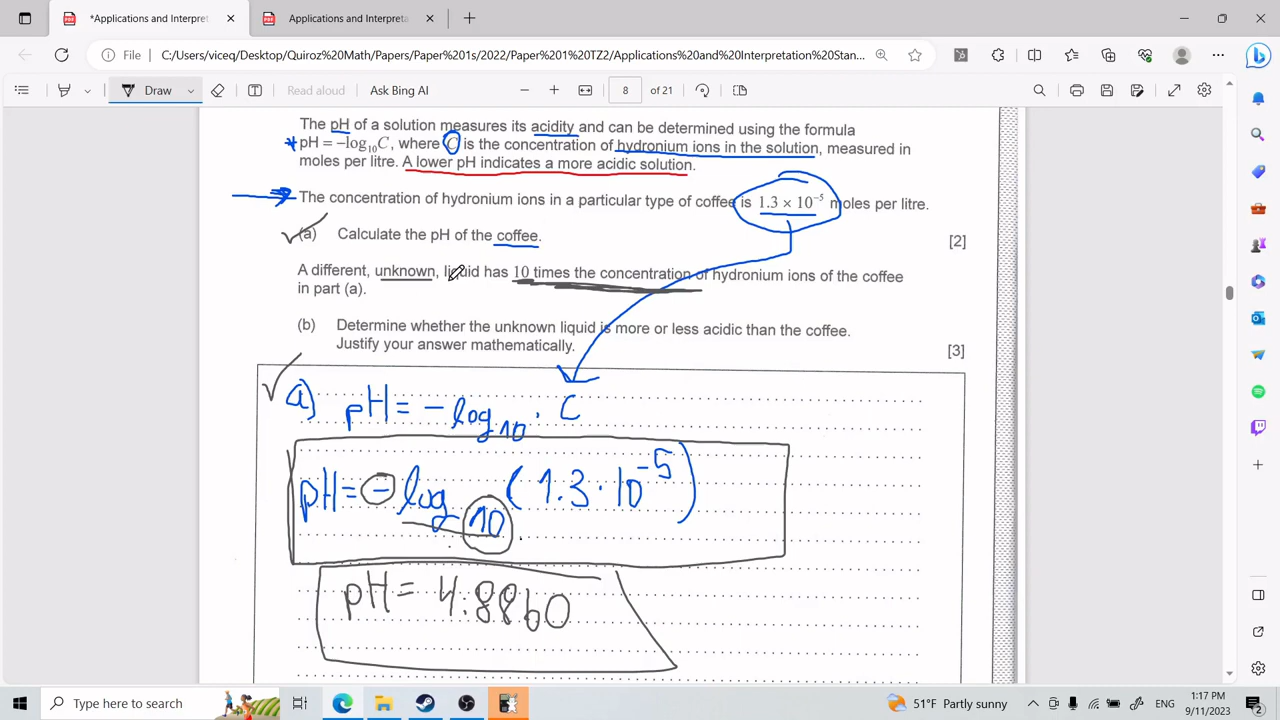 *Applications and Interpret
Applications and Interpreta
File
C:/Users/viceq/Desktop/Quiroz%20Math/Papers/Paper%201s/2022/Paper%201%20TZ2/Applications%20and%20Interpretation%20Stan...
Draw
Read aloud
Ask Bing AI
8
of 21
The pH of a solution measures its acidity and can be determined using the formula
pH = −log₁₀C, where C is the concentration of hydronium ions in the solution, measured in
moles per litre. A lower pH indicates a more acidic solution.
The concentration of hydronium ions in a particular type of coffee is 1.3 × 10⁻⁵ moles per litre.
(a) Calculate the pH of the coffee.
[2]
A different, unknown, liquid has 10 times the concentration of hydronium ions of the coffee
in part (a).
(b) Determine whether the unknown liquid is more or less acidic than the coffee.
Justify your answer mathematically.
[3]
a) pH = −log₁₀ · C
pH = −log₁₀ (1.3 · 10⁻⁵)
pH = 4.8860
Type here to search
51°F Partly sunny
1:17 PM
9/11/2023
2